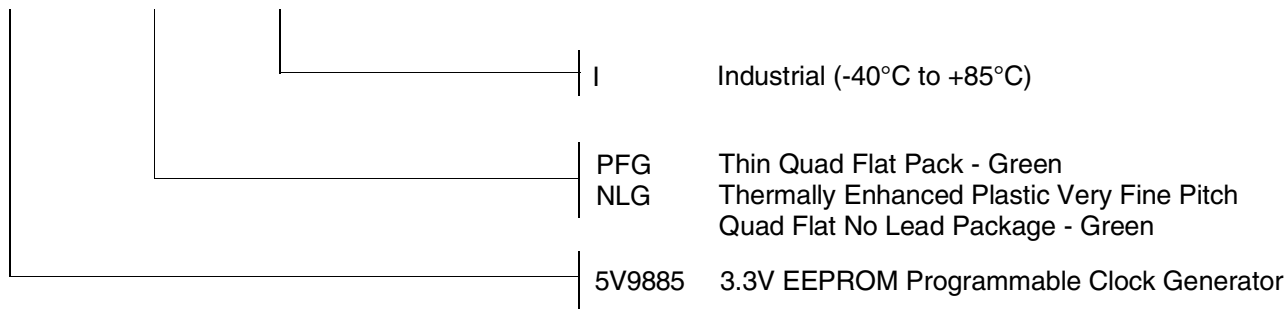 I Industrial (-40°C to +85°C)
PFG Thin Quad Flat Pack - Green
NLG Thermally Enhanced Plastic Very Fine Pitch
Quad Flat No Lead Package - Green
5V9885 3.3V EEPROM Programmable Clock Generator